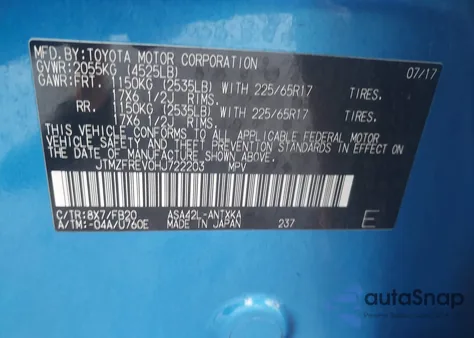 MFD.BY:TOYOTA MOTOR CORPORATION 07/17
GVWR:2055KG (4525LB)
GAWR:FRT. 1150KG (2535LB) WITH 225/65R17 TIRES.
17X6 1/2J RIMS.
RR. 1150KG (2535LB) WITH 225/65R17 TIRES.
17X6 1/2J RIMS.
THIS VEHICLE CONFORMS TO ALL APPLICABLE FEDERAL MOTOR
VEHICLE SAFETY AND THEFT PREVENTION STANDARDS IN EFFECT
ON THE DATE OF MANUFACTURE SHOWN ABOVE.
JTMZFREV0HJ722203 MPV
C/TR:8X7/FB20 ASA42L-ANTXKA
A/TM:-04A/U760E MADE IN JAPAN 237 E
autoSnap